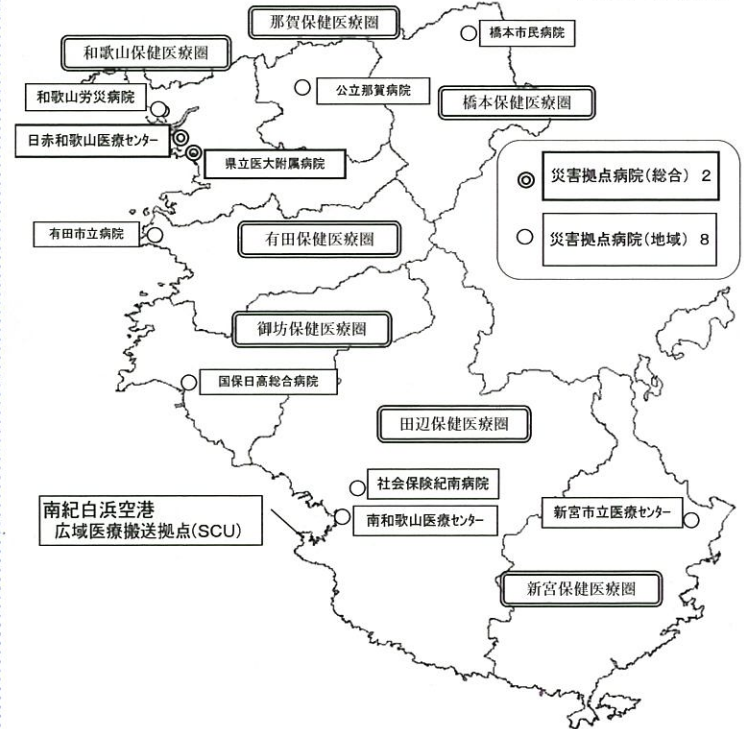 那賀保健医療圏
橋本市民病院
和歌山保健医療圏
公立那賀病院
橋本保健医療圏
和歌山労災病院
日赤和歌山医療センター
県立医大附属病院
災害拠点病院（総合） 2
災害拠点病院（地域） 8
有田市立病院
有田保健医療圏
御坊保健医療圏
国保日高総合病院
田辺保健医療圏
社会保険紀南病院
南紀白浜空港
広域医療搬送拠点(SCU)
南和歌山医療センター
新宮市立医療センター
新宮保健医療圏